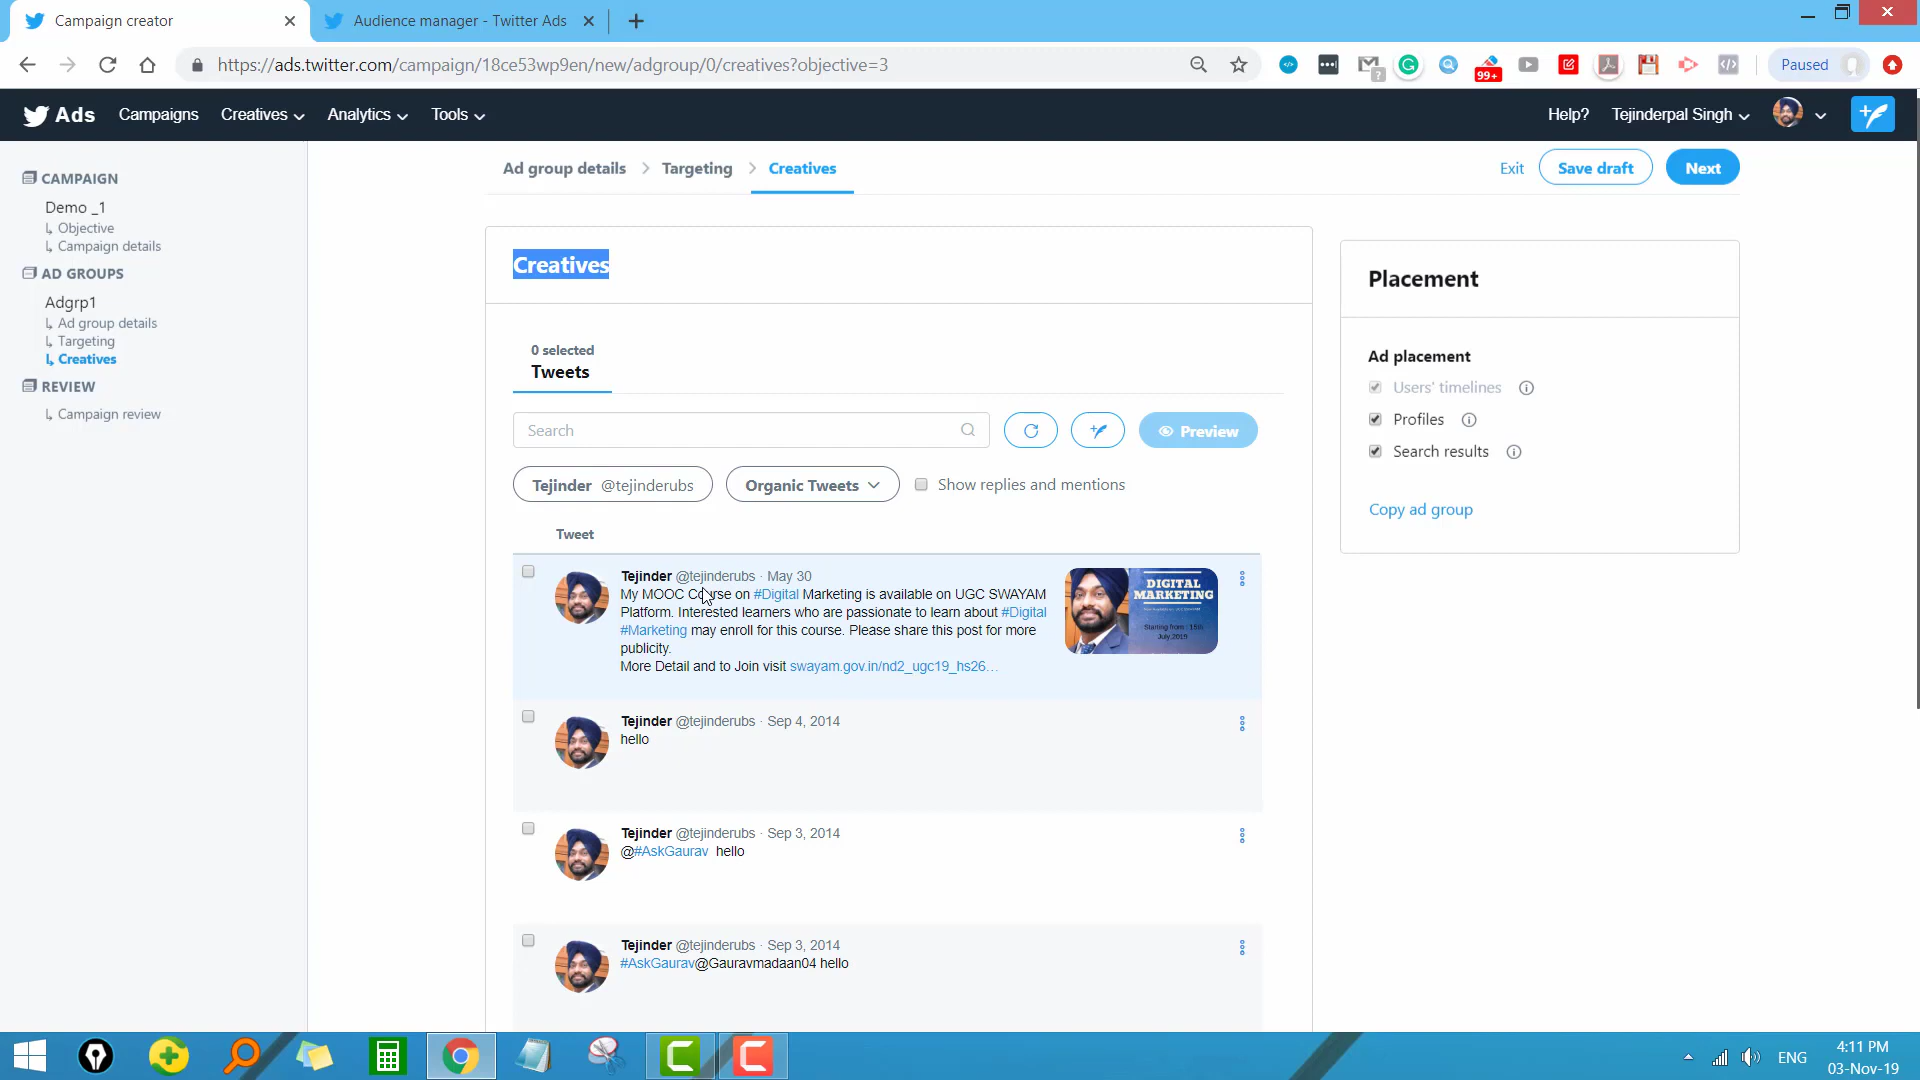 Campaign creator
Audience manager - Twitter Ads
https://ads.twitter.com/campaign/18ce53wp9en/new/adgroup/0/creatives?objective=3
99+
Paused
Ads
Campaigns
Creatives
Analytics
Tools
Help?
Tejinderpal Singh
CAMPAIGN
Demo _1
Objective
Campaign details
AD GROUPS
Adgrp1
Ad group details
Targeting
Creatives
REVIEW
Campaign review
Ad group details
Targeting
Creatives
Exit
Save draft
Next
Creatives
0 selected
Tweets
Search
Preview
Tejinder @tejinderubs
Organic Tweets
Show replies and mentions
Tweet
Tejinder @tejinderubs · May 30
My MOOC Course on #Digital Marketing is available on UGC SWAYAM
Platform. Interested learners who are passionate to learn about #Digital
#Marketing may enroll for this course. Please share this post for more
publicity.
More Detail and to Join visit swayam.gov.in/nd2_ugc19_hs26…
DIGITAL
MARKETING
Starting from : 15th
July,2019
Tejinder @tejinderubs · Sep 4, 2014
hello
Tejinder @tejinderubs · Sep 3, 2014
@#AskGaurav hello
Tejinder @tejinderubs · Sep 3, 2014
#AskGaurav@Gauravmadaan04 hello
Placement
Ad placement
Users' timelines
Profiles
Search results
Copy ad group
ENG
4:11 PM
03-Nov-19